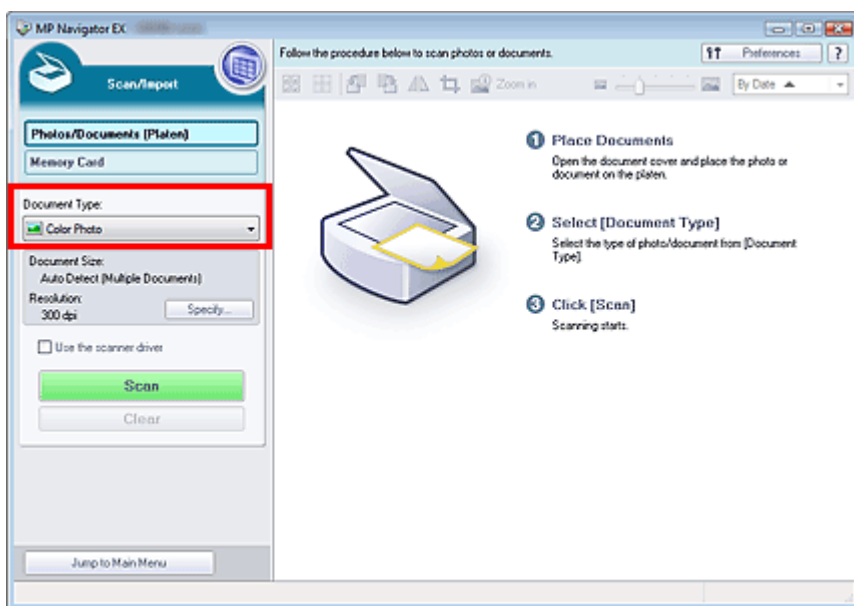 MP Navigator EX
Scan/Import
Photos/Documents (Platen)
Memory Card
Document Type:
Color Photo
Document Size:
Auto Detect (Multiple Documents)
Resolution:
300 dpi
Specify...
Use the scanner driver
Scan
Clear
Jump to Main Menu
Follow the procedure below to scan photos or documents.
Preferences
?
Zoom in
By Date
1 Place Documents
Open the document cover and place the photo or
document on the platen.
2 Select [Document Type]
Select the type of photo/document from [Document
Type].
3 Click [Scan]
Scanning starts.